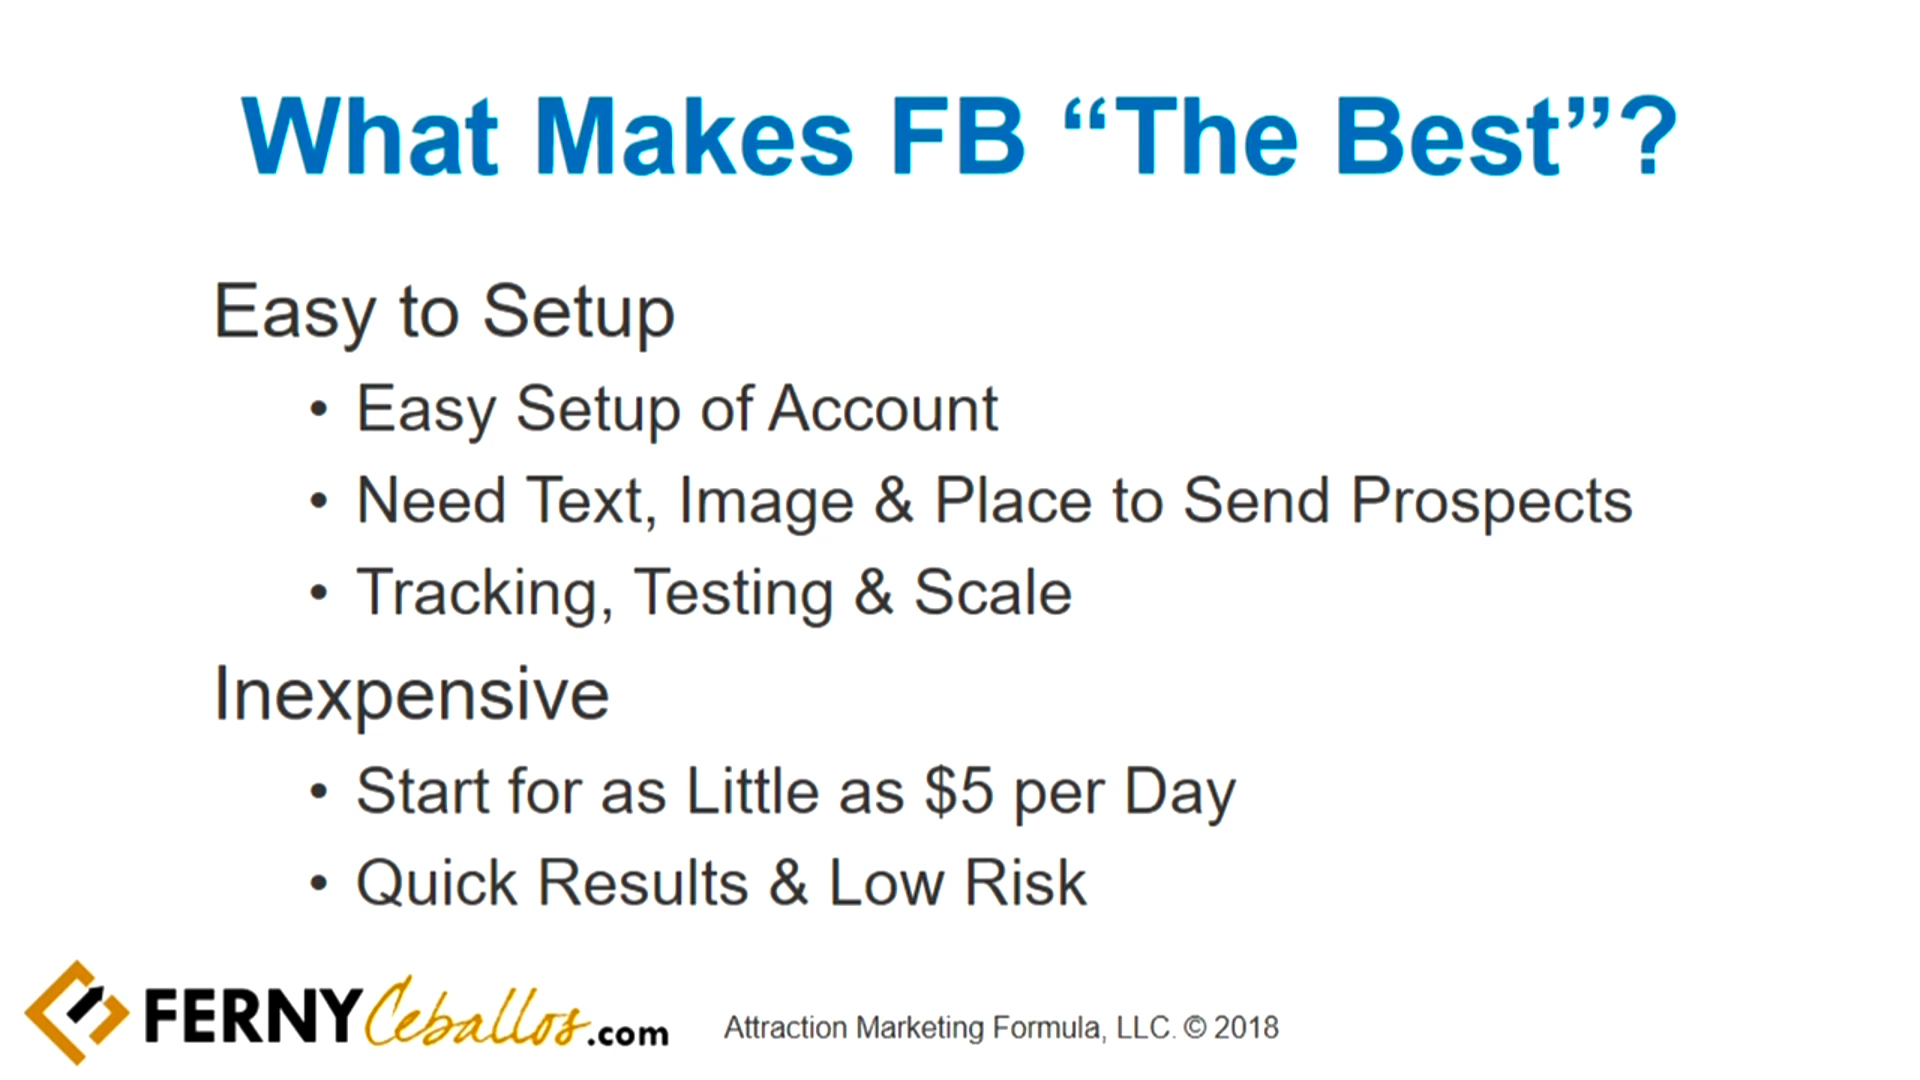 What Makes FB “The Best”?
Easy to Setup
• Easy Setup of Account
• Need Text, Image & Place to Send Prospects
• Tracking, Testing & Scale
Inexpensive
• Start for as Little as $5 per Day
• Quick Results & Low Risk
FERNYCeballos.com
Attraction Marketing Formula, LLC. © 2018